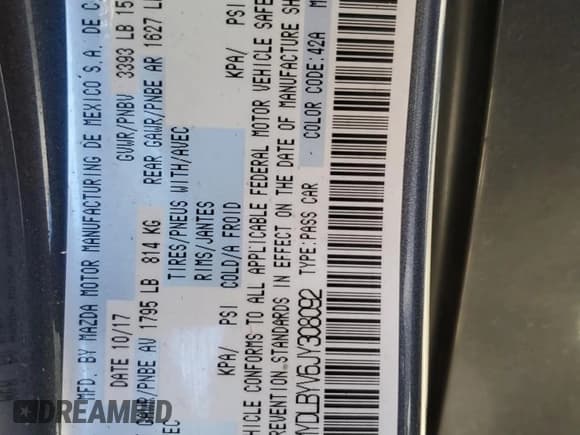 MFD. BY MAZDA MOTOR MANUFACTURING DE MEXICO S.A. DE C.
DATE 10/17 GVWR/PNBV 3393 LB 15
GAWR/PNBE AV 1795 LB 814 KG REAR GAWR/PNBE AR 1627 L
TIRES/PNEUS WITH/AVEC
RIMS/JANTES
KPA/ PSI COLD/A FROID KPA/ PSI
HICLE CONFORMS TO ALL APPLICABLE FEDERAL MOTOR VEHICLE SAFE
PREVENTION STANDARDS IN EFFECT ON THE DATE OF MANUFACTURE SH
YDLBYV6JY308092 TYPE:PASS CAR COLOR CODE:42A M
DREAMBID